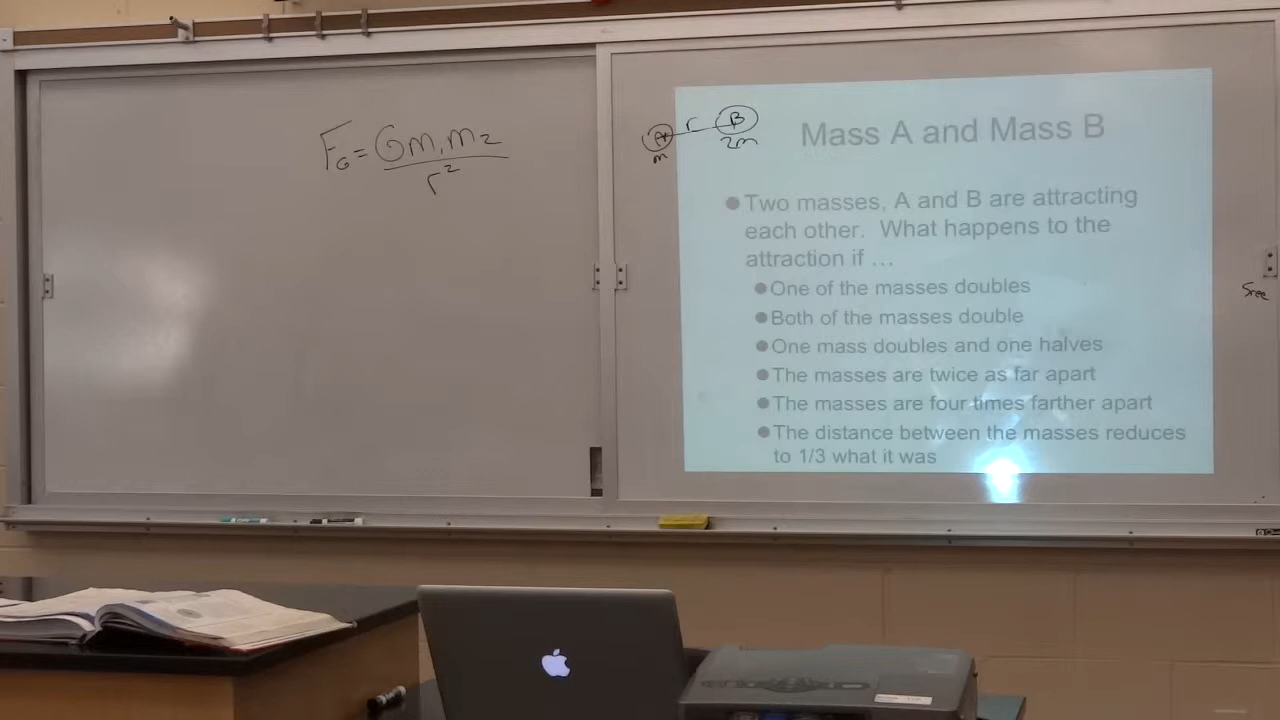 F_G = Gm₁m₂
r²
A r B
m 2m
Mass A and Mass B
● Two masses, A and B are attracting
each other. What happens to the
attraction if …
● One of the masses doubles
● Both of the masses double
● One mass doubles and one halves
● The masses are twice as far apart
● The masses are four times farther apart
● The distance between the masses reduces
to 1/3 what it was